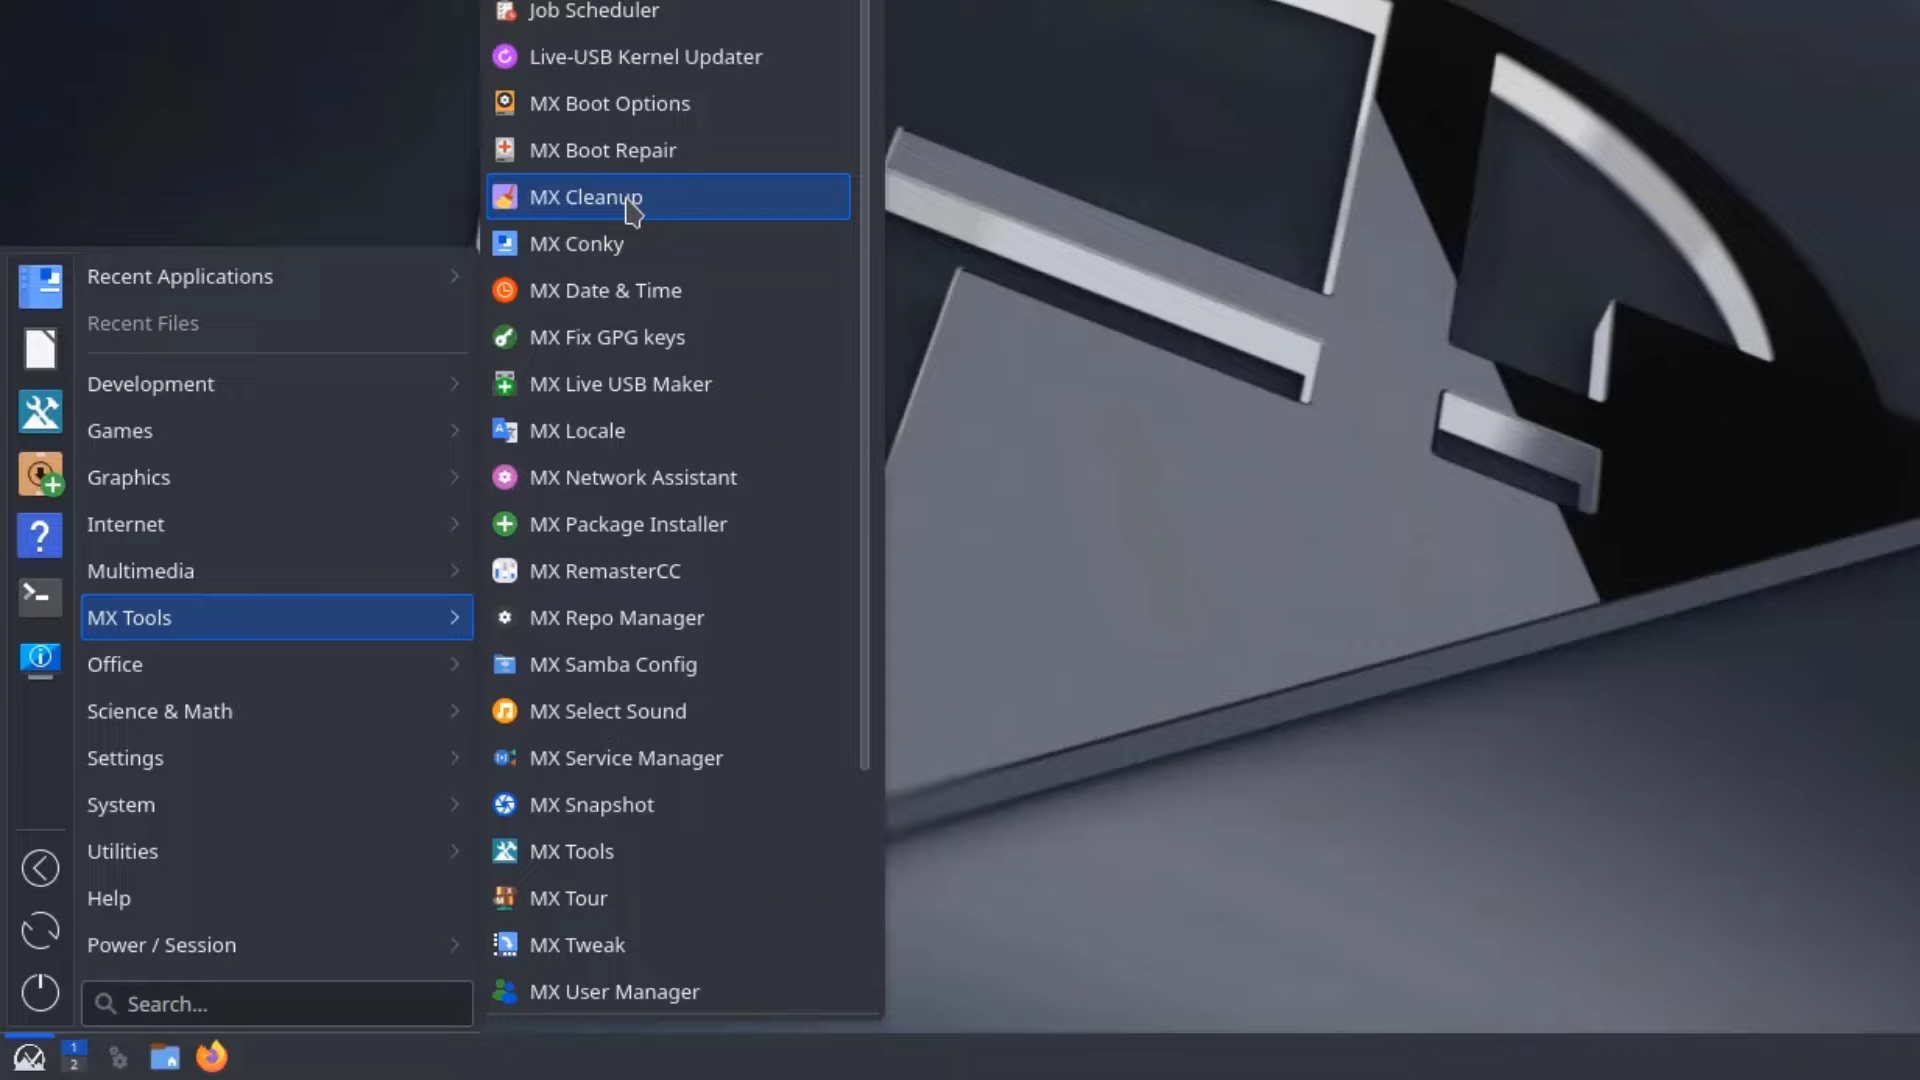 Recent Applications
Recent Files
Development
Games
Graphics
Internet
Multimedia
MX Tools
Office
Science & Math
Settings
System
Utilities
Help
Power / Session
Search...
Job Scheduler
Live-USB Kernel Updater
MX Boot Options
MX Boot Repair
MX Cleanup
MX Conky
MX Date & Time
MX Fix GPG keys
MX Live USB Maker
MX Locale
MX Network Assistant
MX Package Installer
MX RemasterCC
MX Repo Manager
MX Samba Config
MX Select Sound
MX Service Manager
MX Snapshot
MX Tools
MX Tour
MX Tweak
MX User Manager
1
2